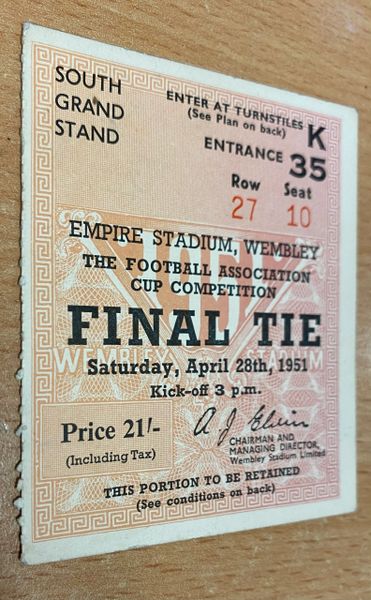 SOUTH
GRAND
STAND
ENTER AT TURNSTILES K
(See Plan on back)
ENTRANCE 35
Row Seat
27 10
EMPIRE STADIUM, WEMBLEY
THE FOOTBALL ASSOCIATION
CUP COMPETITION
1951
FINAL TIE
WEMBLEY STADIUM
Saturday, April 28th, 1951
Kick-off 3 p.m.
Price 21/-
(Including Tax)
A J Elvin
CHAIRMAN AND
MANAGING DIRECTOR,
Wembley Stadium Limited
THIS PORTION TO BE RETAINED
(See conditions on back)